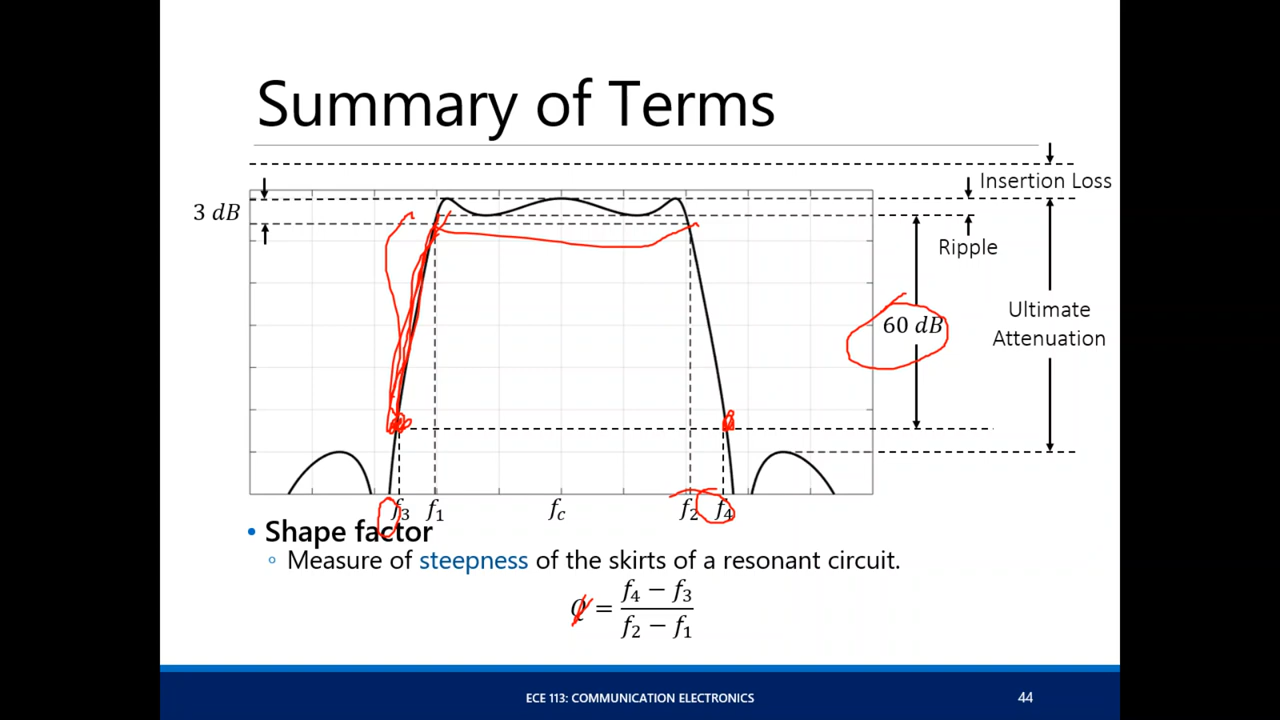 Summary of Terms
Insertion Loss
3 dB
Ripple
60 dB
Ultimate
Attenuation
f₃ f₁ f_c f₂ f₄
• Shape factor
◦ Measure of steepness of the skirts of a resonant circuit.
Q = (f₄ − f₃) / (f₂ − f₁)
ECE 113: COMMUNICATION ELECTRONICS
44